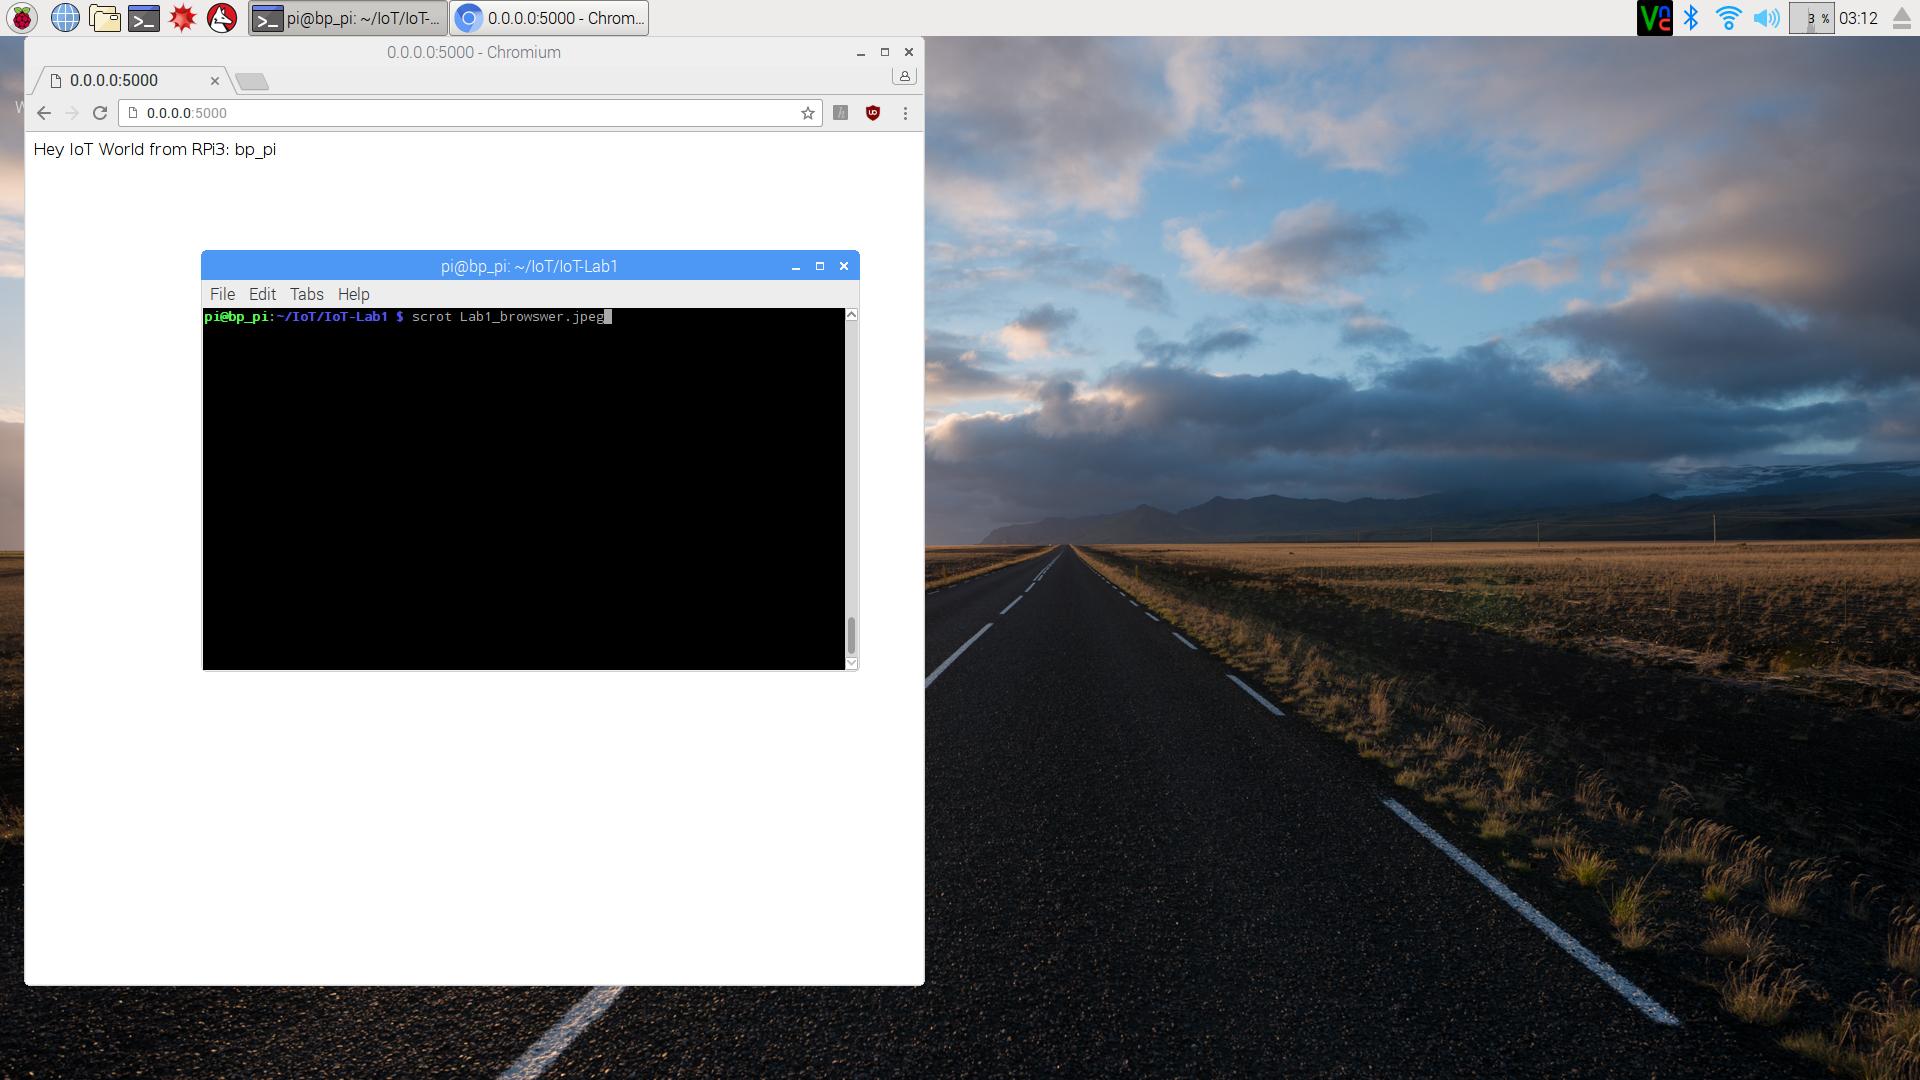 pi@bp_pi: ~/IoT/IoT-...
0.0.0.0:5000 - Chrom...
3 %
03:12
0.0.0.0:5000 - Chromium
0.0.0.0:5000
0.0.0.0:5000
Hey IoT World from RPi3: bp_pi
pi@bp_pi: ~/IoT/IoT-Lab1
File Edit Tabs Help
pi@bp_pi:~/IoT/IoT-Lab1 $ scrot Lab1_browswer.jpeg